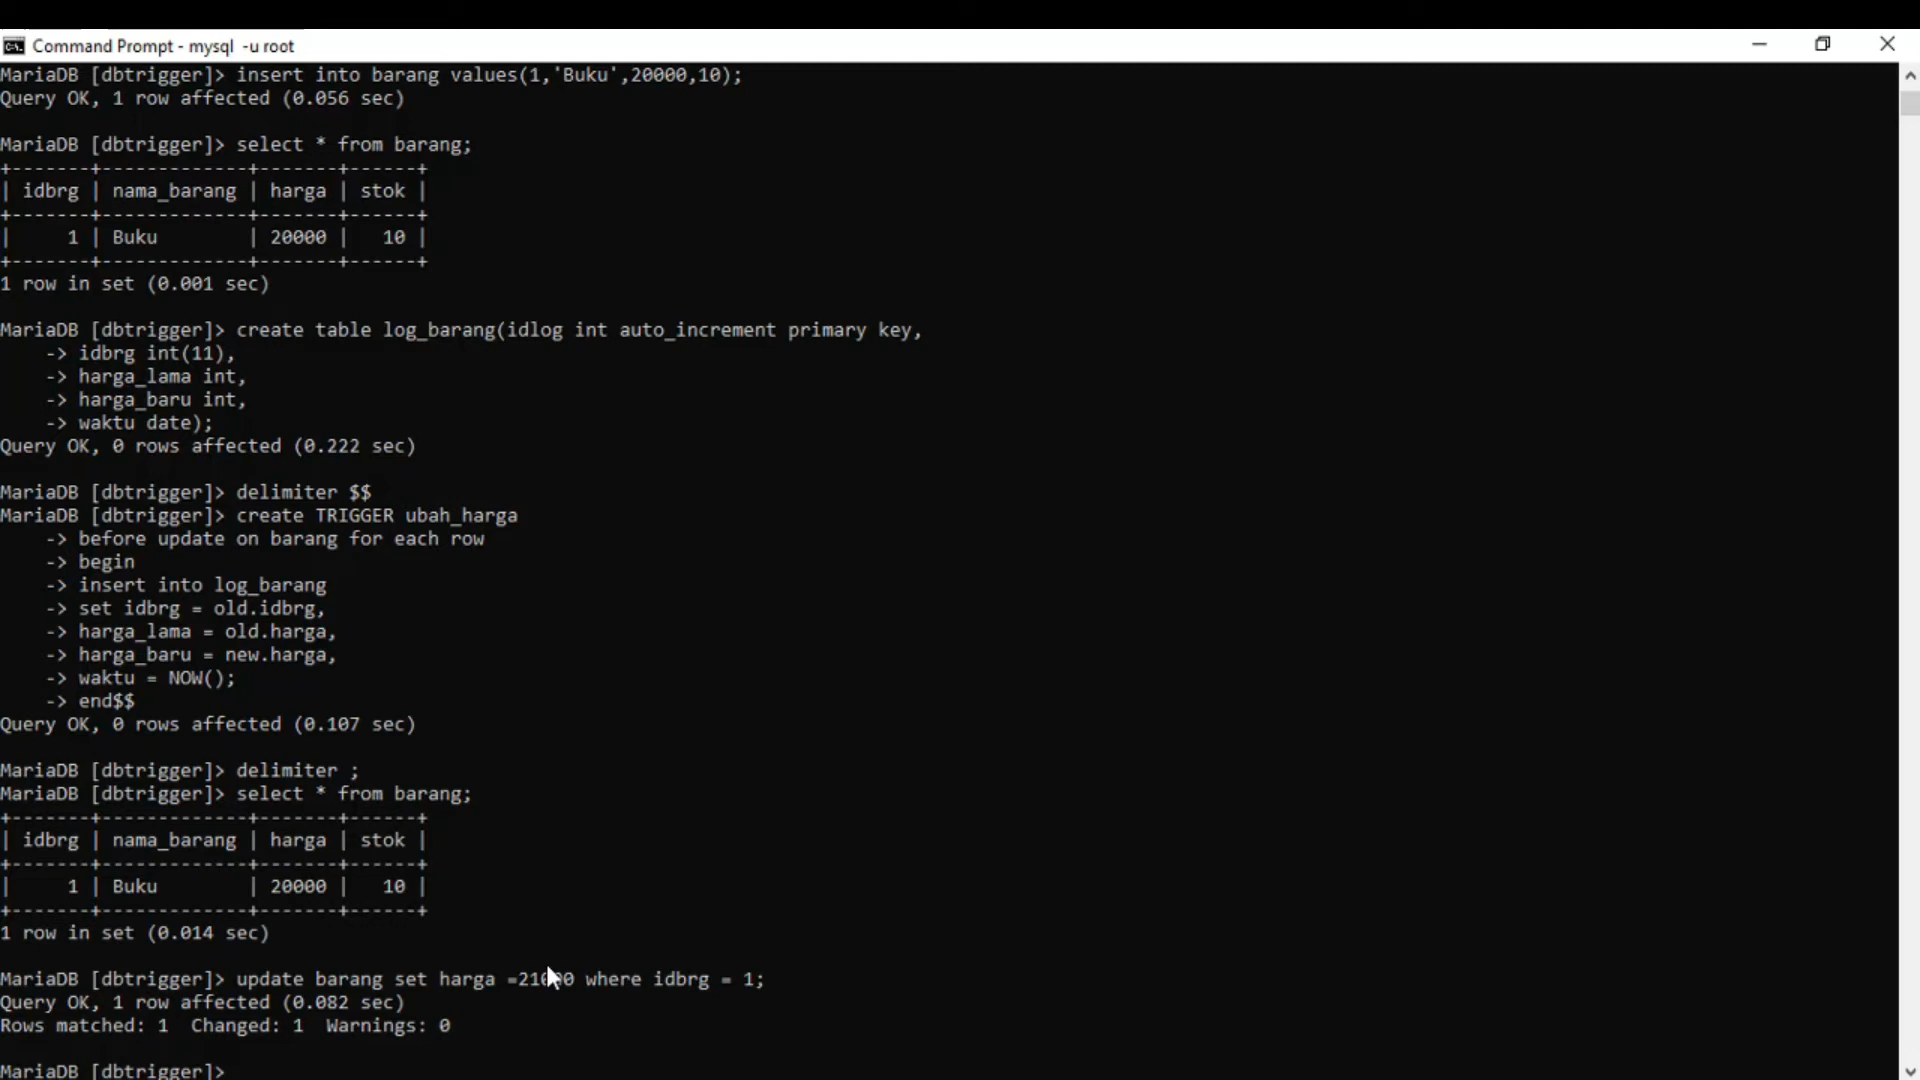 Command Prompt - mysql  -u root
MariaDB [dbtrigger]> insert into barang values(1,'Buku',20000,10);
Query OK, 1 row affected (0.056 sec)
MariaDB [dbtrigger]> select * from barang;
+-------+-------------+-------+------+
| idbrg | nama_barang | harga | stok |
+-------+-------------+-------+------+
|     1 | Buku        | 20000 |   10 |
+-------+-------------+-------+------+
1 row in set (0.001 sec)
MariaDB [dbtrigger]> create table log_barang(idlog int auto_increment primary key,
    -> idbrg int(11),
    -> harga_lama int,
    -> harga_baru int,
    -> waktu date);
Query OK, 0 rows affected (0.222 sec)
MariaDB [dbtrigger]> delimiter $$
MariaDB [dbtrigger]> create TRIGGER ubah_harga
    -> before update on barang for each row
    -> begin
    -> insert into log_barang
    -> set idbrg = old.idbrg,
    -> harga_lama = old.harga,
    -> harga_baru = new.harga,
    -> waktu = NOW();
    -> end$$
Query OK, 0 rows affected (0.107 sec)
MariaDB [dbtrigger]> delimiter ;
MariaDB [dbtrigger]> select * from barang;
+-------+-------------+-------+------+
| idbrg | nama_barang | harga | stok |
+-------+-------------+-------+------+
|     1 | Buku        | 20000 |   10 |
+-------+-------------+-------+------+
1 row in set (0.014 sec)
MariaDB [dbtrigger]> update barang set harga =21000 where idbrg = 1;
Query OK, 1 row affected (0.082 sec)
Rows matched: 1  Changed: 1  Warnings: 0
MariaDB [dbtrigger]>